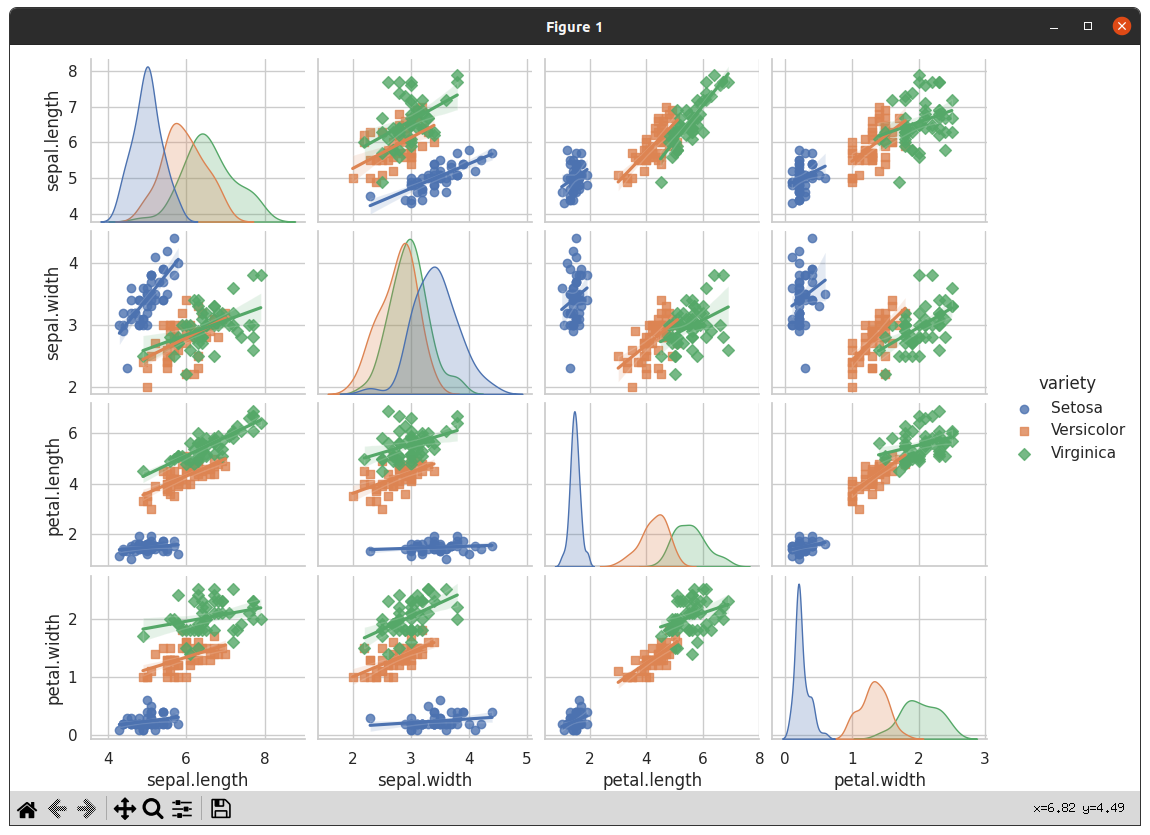 Figure 1
sepal.length
8
7
6
5
4
sepal.width
4
3
2
petal.length
6
4
2
petal.width
2
1
0
4 6 8
2 3 4 5
2 4 6 8
0 1 2 3
sepal.length sepal.width petal.length petal.width
variety
Setosa
Versicolor
Virginica
x=6.82 y=4.49